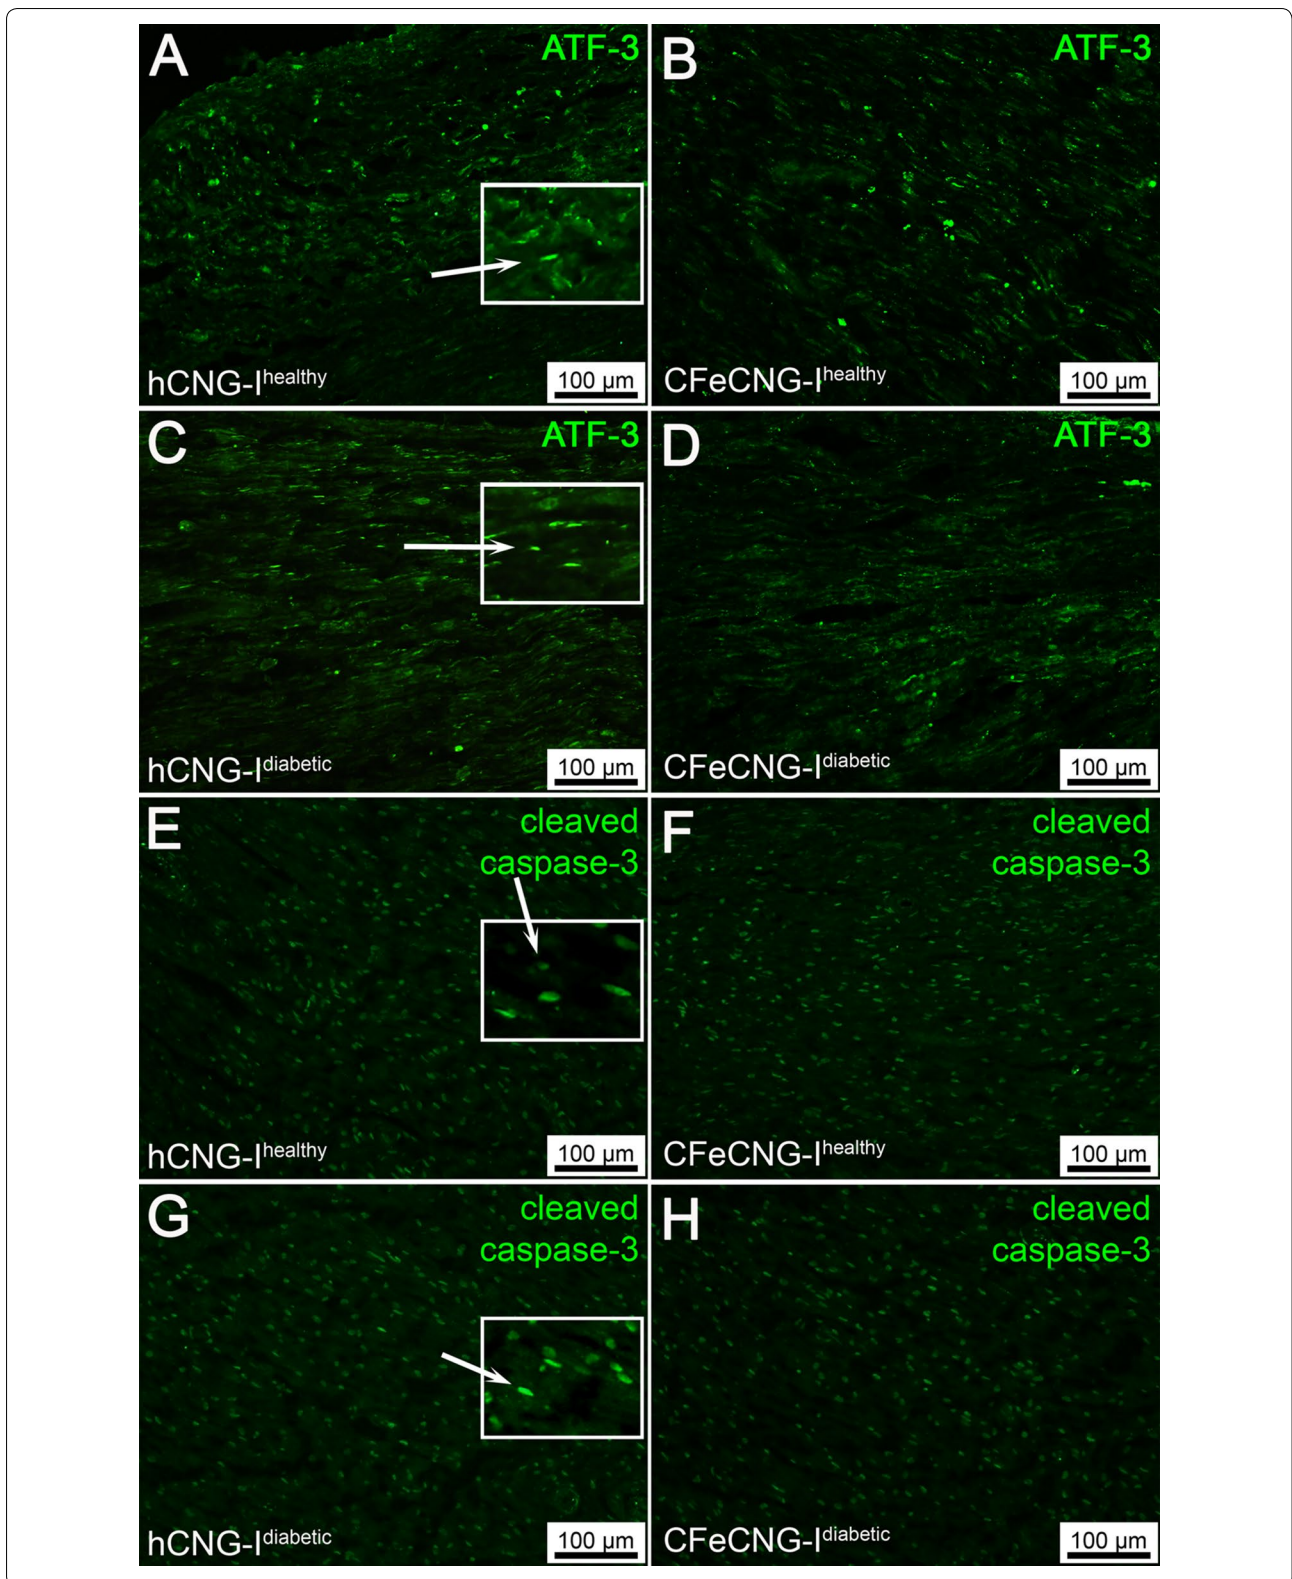 A
ATF-3
hCNG-Ihealthy
100 µm
B
ATF-3
CFeCNG-Ihealthy
100 µm
C
ATF-3
hCNG-Idiabetic
100 µm
D
ATF-3
CFeCNG-Idiabetic
100 µm
E
cleaved
caspase-3
hCNG-Ihealthy
100 µm
F
cleaved
caspase-3
CFeCNG-Ihealthy
100 µm
G
cleaved
caspase-3
hCNG-Idiabetic
100 µm
H
cleaved
caspase-3
CFeCNG-Idiabetic
100 µm